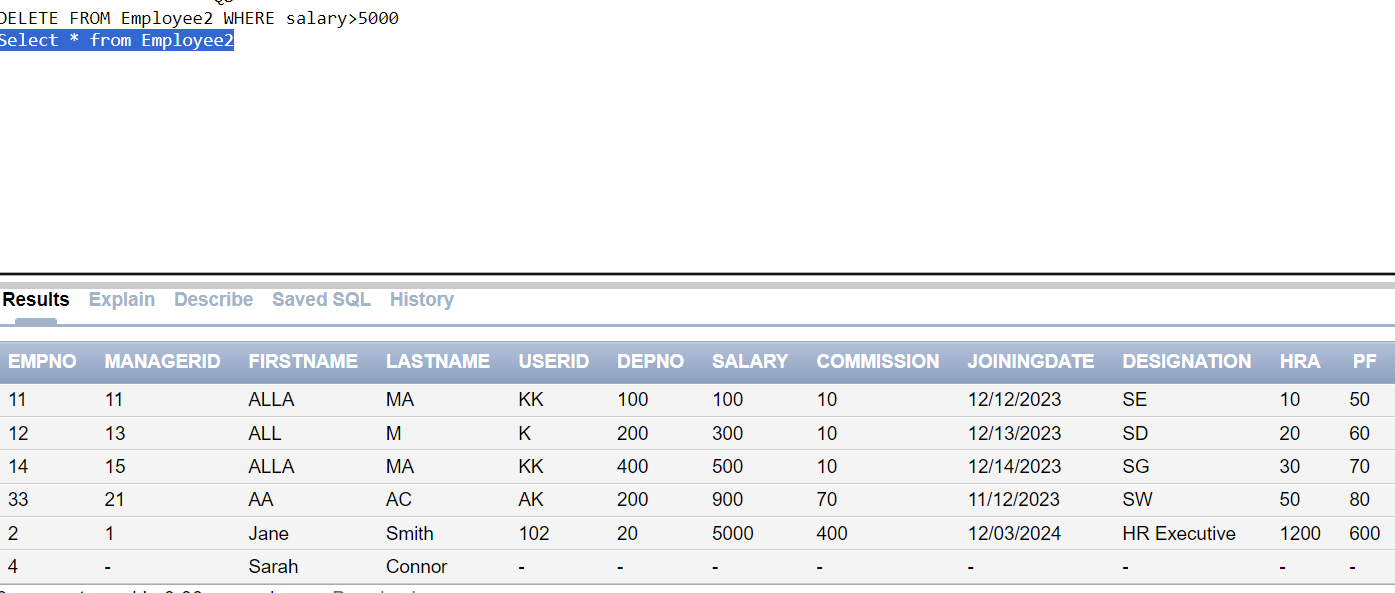 DELETE FROM Employee2 WHERE salary>5000
Select * from Employee2
Results Explain Describe Saved SQL History
EMPNO MANAGERID FIRSTNAME LASTNAME USERID DEPNO SALARY COMMISSION JOININGDATE DESIGNATION HRA PF
11 11 ALLA MA KK 100 100 10 12/12/2023 SE 10 50
12 13 ALL M K 200 300 10 12/13/2023 SD 20 60
14 15 ALLA MA KK 400 500 10 12/14/2023 SG 30 70
33 21 AA AC AK 200 900 70 11/12/2023 SW 50 80
2 1 Jane Smith 102 20 5000 400 12/03/2024 HR Executive 1200 600
4 - Sarah Connor - - - - - - - -